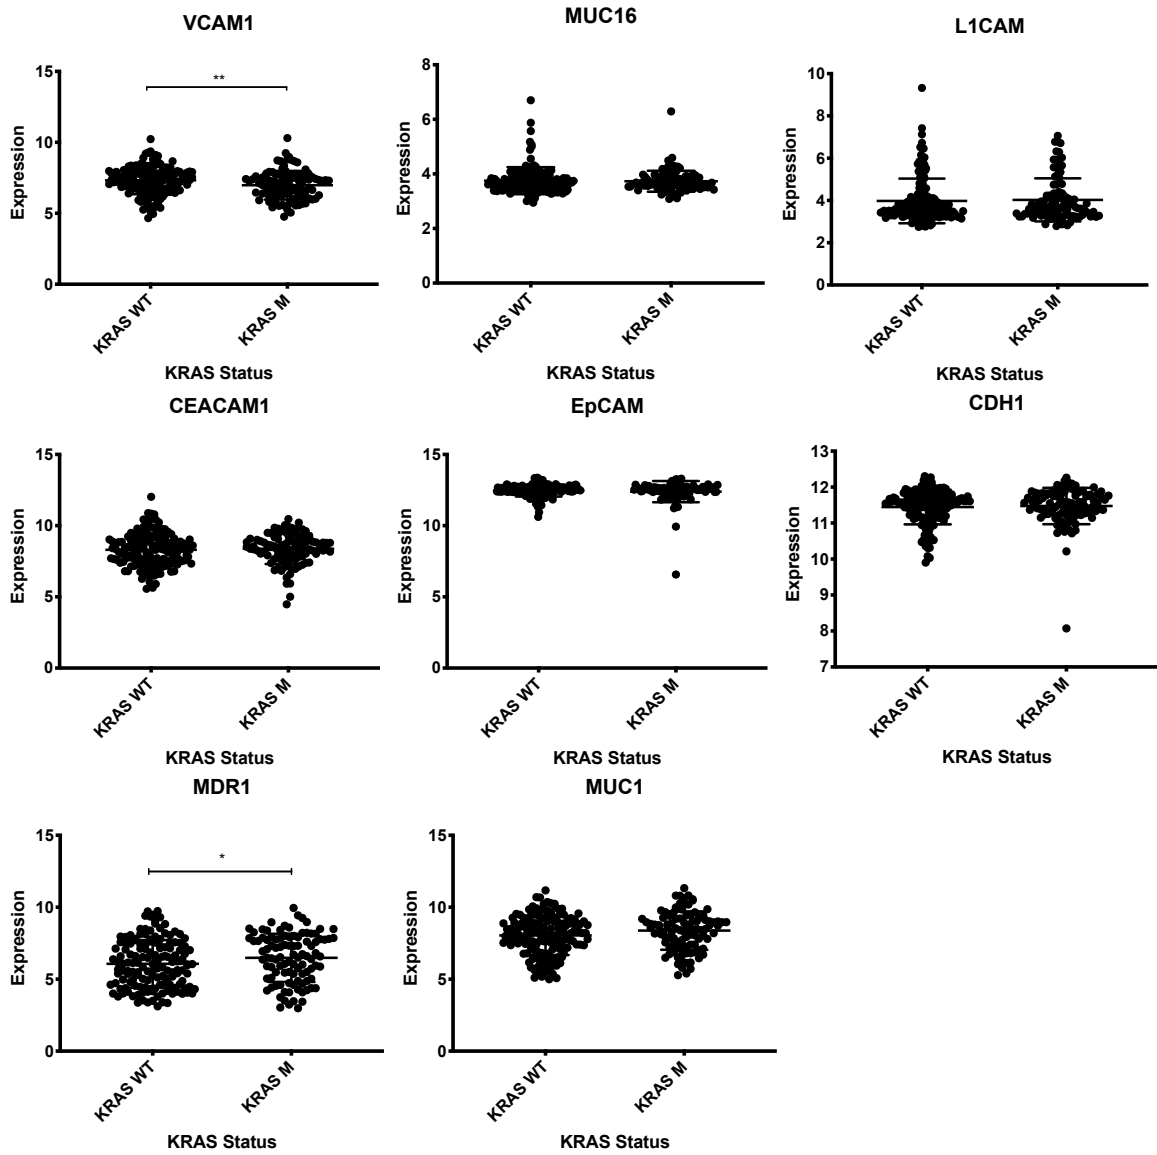 VCAM1
15
10
5
0
Expression
**
KRAS WT
KRAS M
KRAS Status
MUC16
8
6
4
2
0
Expression
KRAS WT
KRAS M
KRAS Status
L1CAM
10
8
6
4
2
0
Expression
KRAS WT
KRAS M
KRAS Status
CEACAM1
15
10
5
0
Expression
KRAS WT
KRAS M
KRAS Status
EpCAM
15
10
5
0
Expression
KRAS WT
KRAS M
KRAS Status
CDH1
13
12
11
10
9
8
7
Expression
KRAS WT
KRAS M
KRAS Status
MDR1
15
10
5
0
Expression
*
KRAS WT
KRAS M
KRAS Status
MUC1
15
10
5
0
Expression
KRAS WT
KRAS M
KRAS Status